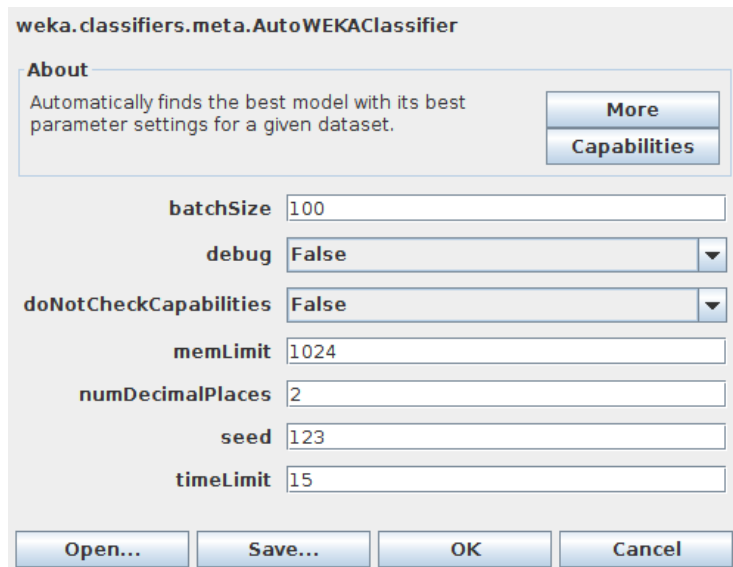 weka.classifiers.meta.AutoWEKAClassifier
About
Automatically finds the best model with its best
parameter settings for a given dataset.
More
Capabilities
batchSize 100
debug False
doNotCheckCapabilities False
memLimit 1024
numDecimalPlaces 2
seed 123
timeLimit 15
Open... Save... OK Cancel